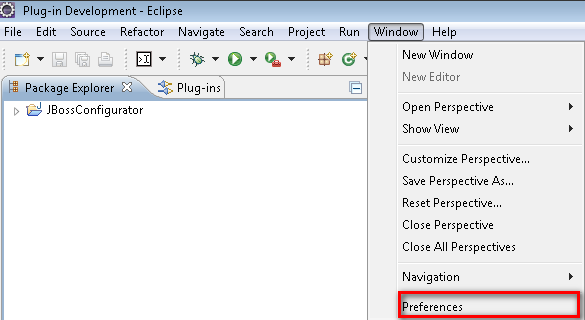 Plug-in Development - Eclipse
File Edit Source Refactor Navigate Search Project Run Window Help
Package Explorer Plug-ins
JBossConfigurator
New Window
New Editor
Open Perspective
Show View
Customize Perspective...
Save Perspective As...
Reset Perspective...
Close Perspective
Close All Perspectives
Navigation
Preferences